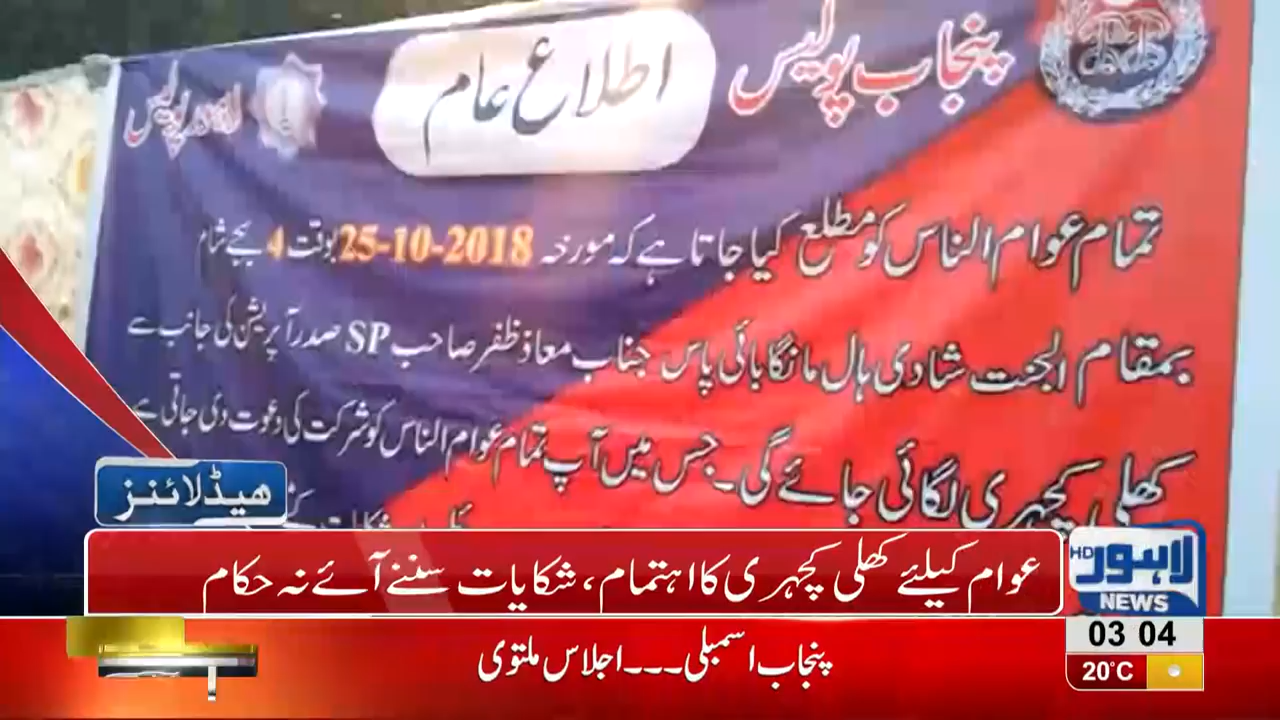 پنجاب پولیس
اطلاع عام
لاہور پولیس
تمام عوام الناس کو مطلع کیا جاتا ہے کہ مورخہ 25-10-2018 بوقت 4 بجے شام
بمقام الجنت شادی ہال مانگا بائی پاس جناب معاذ ظفر صاحب SP صدر آپریشن کی جانب سے
کھلی کچہری لگائی جائے گی۔ جس میں آپ تمام عوام الناس کو شرکت کی دعوت دی جاتی ہے
ھیڈلائنز
عوام کیلئے کھلی کچہری کا اہتمام، شکایات سننے آئے نہ حکام
لاہور HD
NEWS
03 04
20°C
پنجاب اسمبلی۔۔۔اجلاس ملتوی